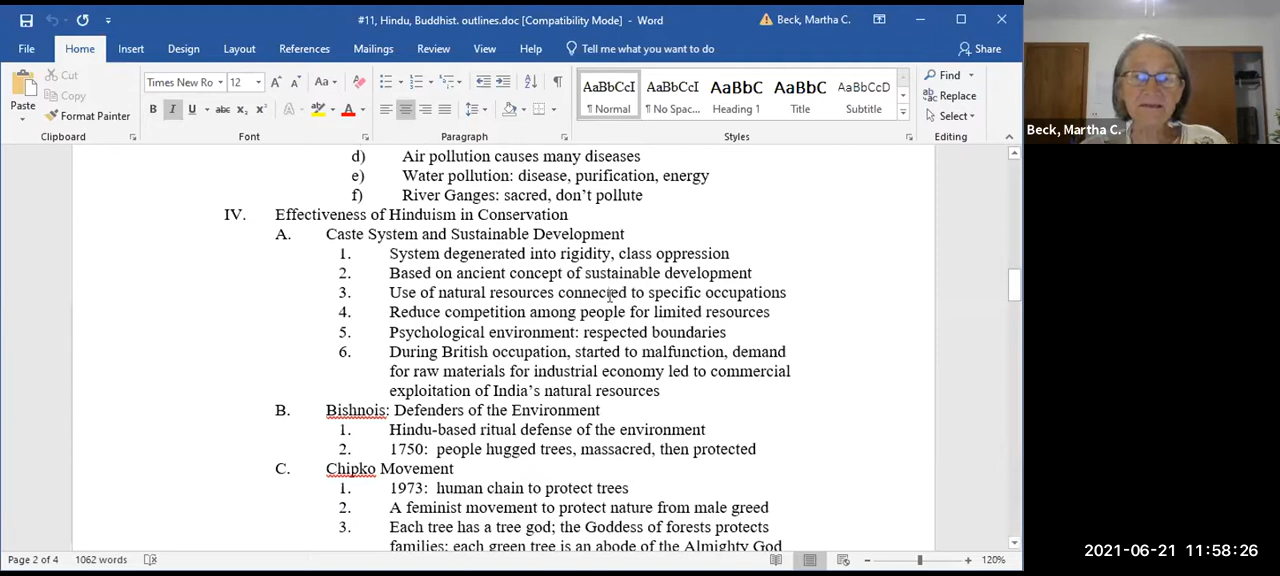 #11, Hindu, Buddhist. outlines.doc [Compatibility Mode] - Word
Beck, Martha C.
File Home Insert Design Layout References Mailings Review View Help Tell me what you want to do Share
Paste
Cut
Copy
Format Painter
Clipboard
Times New Ro 12
Font
Paragraph
AaBbCcI AaBbCcI AaBbC AaBbC AaBbCcD
¶ Normal ¶ No Spac... Heading 1 Title Subtitle
Styles
Find
Replace
Select
Editing
Beck, Martha C.
d) Air pollution causes many diseases
e) Water pollution: disease, purification, energy
f) River Ganges: sacred, don’t pollute
IV. Effectiveness of Hinduism in Conservation
A. Caste System and Sustainable Development
1. System degenerated into rigidity, class oppression
2. Based on ancient concept of sustainable development
3. Use of natural resources connected to specific occupations
4. Reduce competition among people for limited resources
5. Psychological environment: respected boundaries
6. During British occupation, started to malfunction, demand
for raw materials for industrial economy led to commercial
exploitation of India’s natural resources
B. Bishnois: Defenders of the Environment
1. Hindu-based ritual defense of the environment
2. 1750: people hugged trees, massacred, then protected
C. Chipko Movement
1. 1973: human chain to protect trees
2. A feminist movement to protect nature from male greed
3. Each tree has a tree god; the Goddess of forests protects
families; each green tree is an abode of the Almighty God
Page 2 of 4 1062 words
120%
2021-06-21 11:58:26